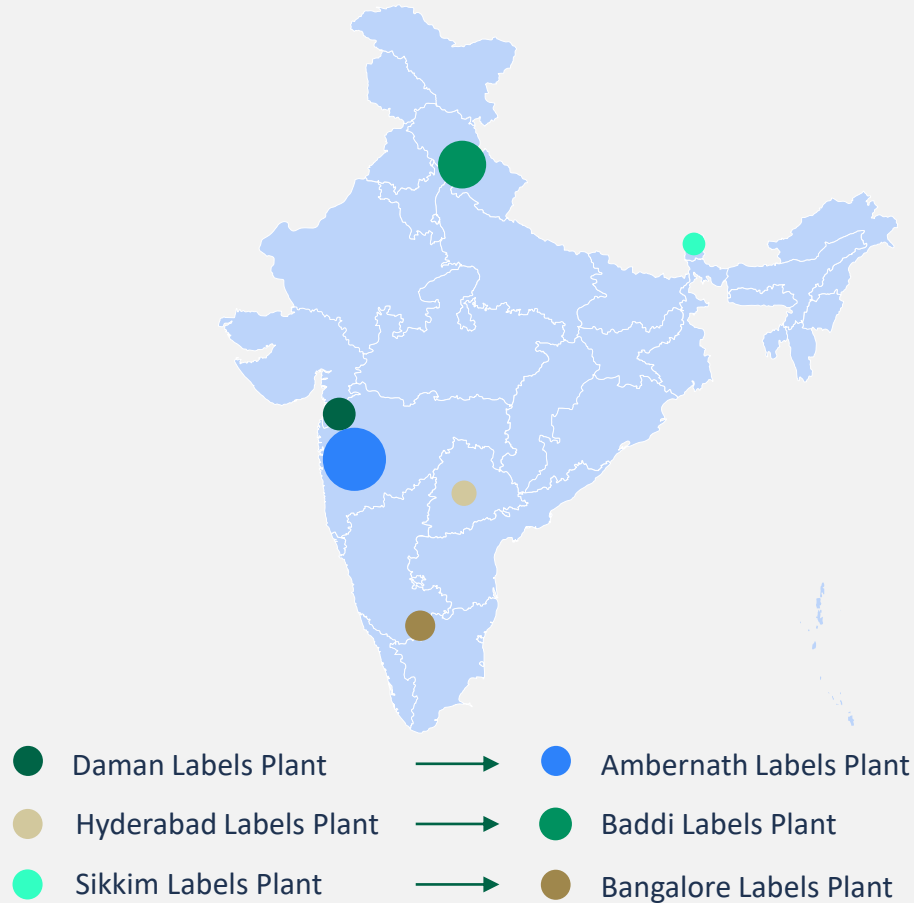 Daman Labels Plant
Ambernath Labels Plant
Hyderabad Labels Plant
Baddi Labels Plant
Sikkim Labels Plant
Bangalore Labels Plant